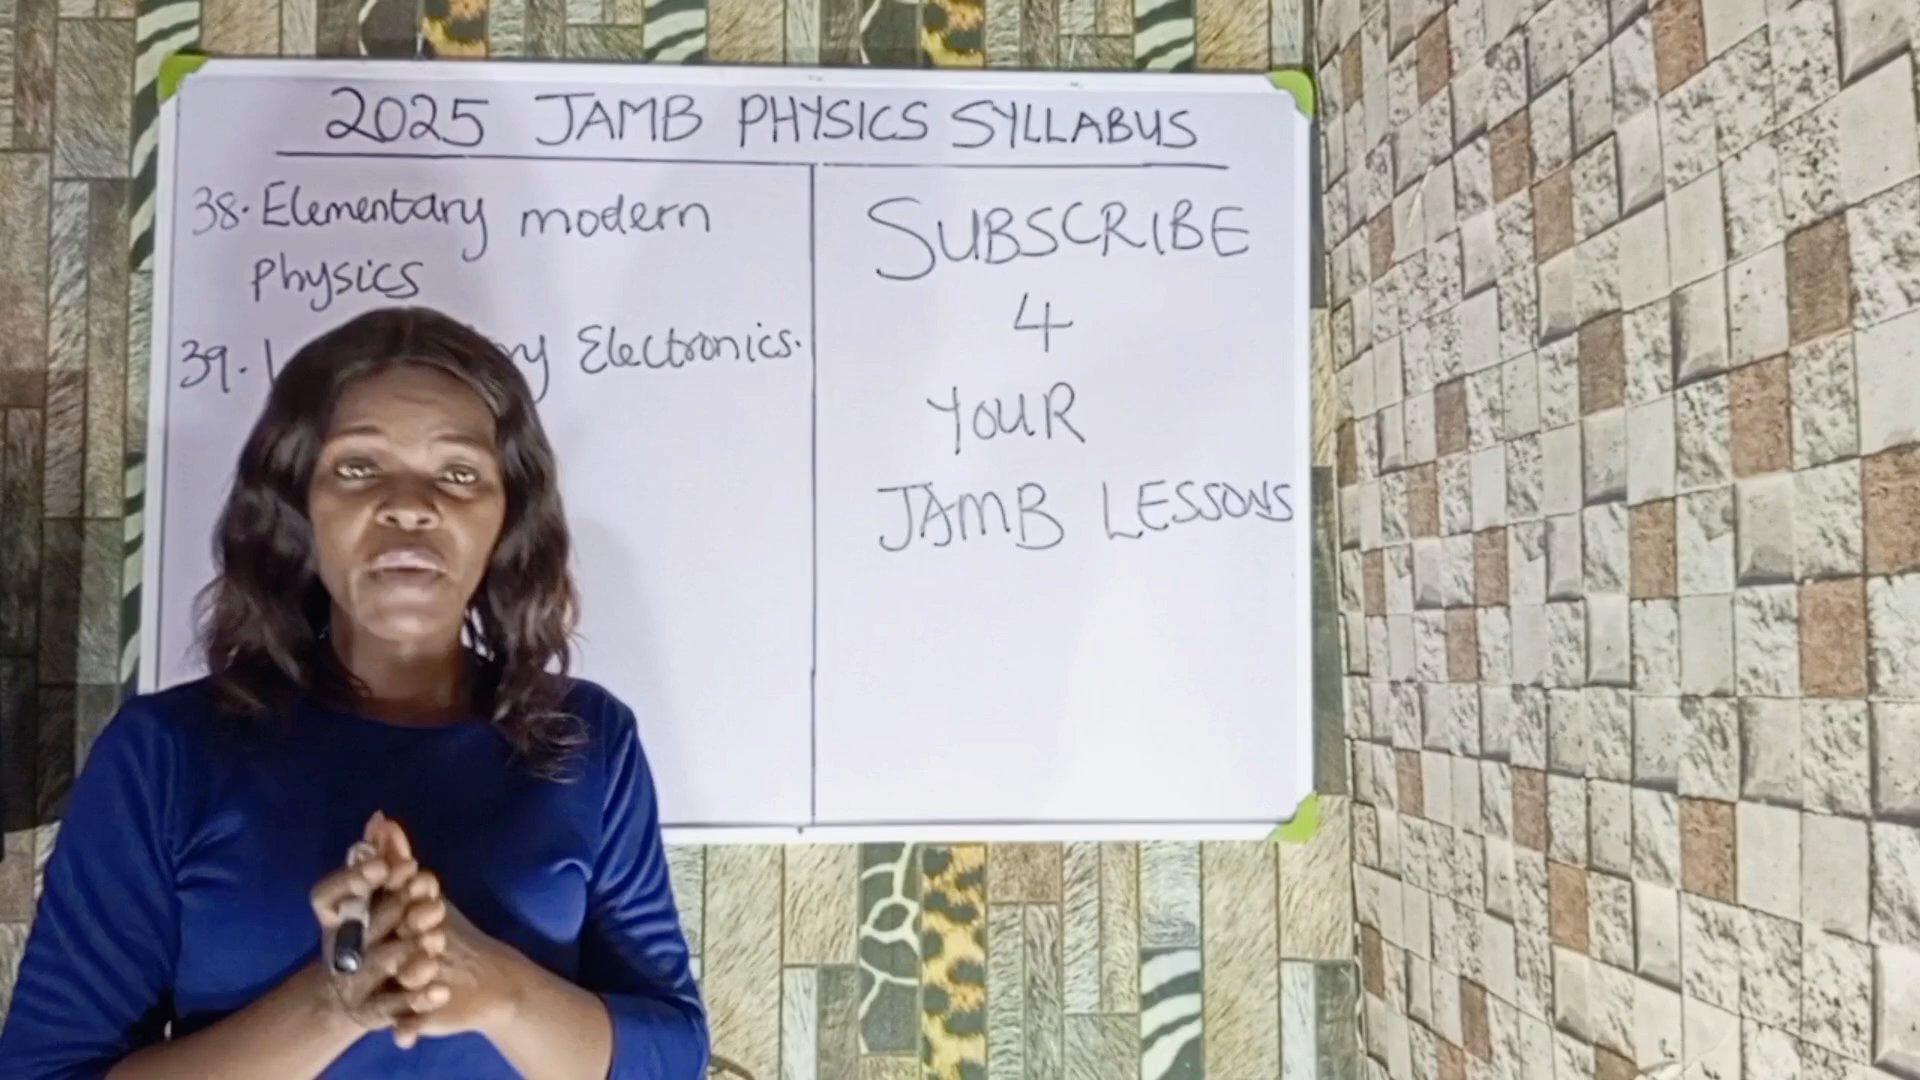 2025 JAMB PHYSICS SYLLABUS
38. Elementary modern
Physics
39. Electronics.
SUBSCRIBE
4
YOUR
JAMB LESSONS